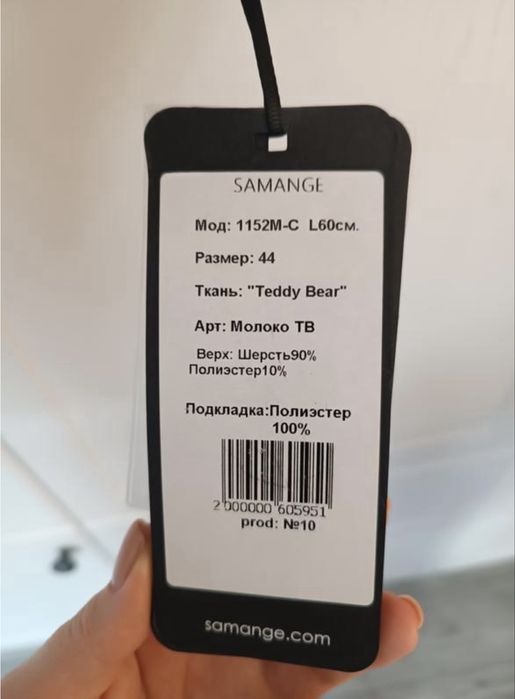 SAMANGE
Мод: 1152М-С L60см.
Размер: 44
Ткань: "Teddy Bear"
Арт: Молоко ТВ
Верх: Шерсть90%
Полиэстер10%
Подкладка:Полиэстер
100%
2 000000 605951
prod: №10
samange.com